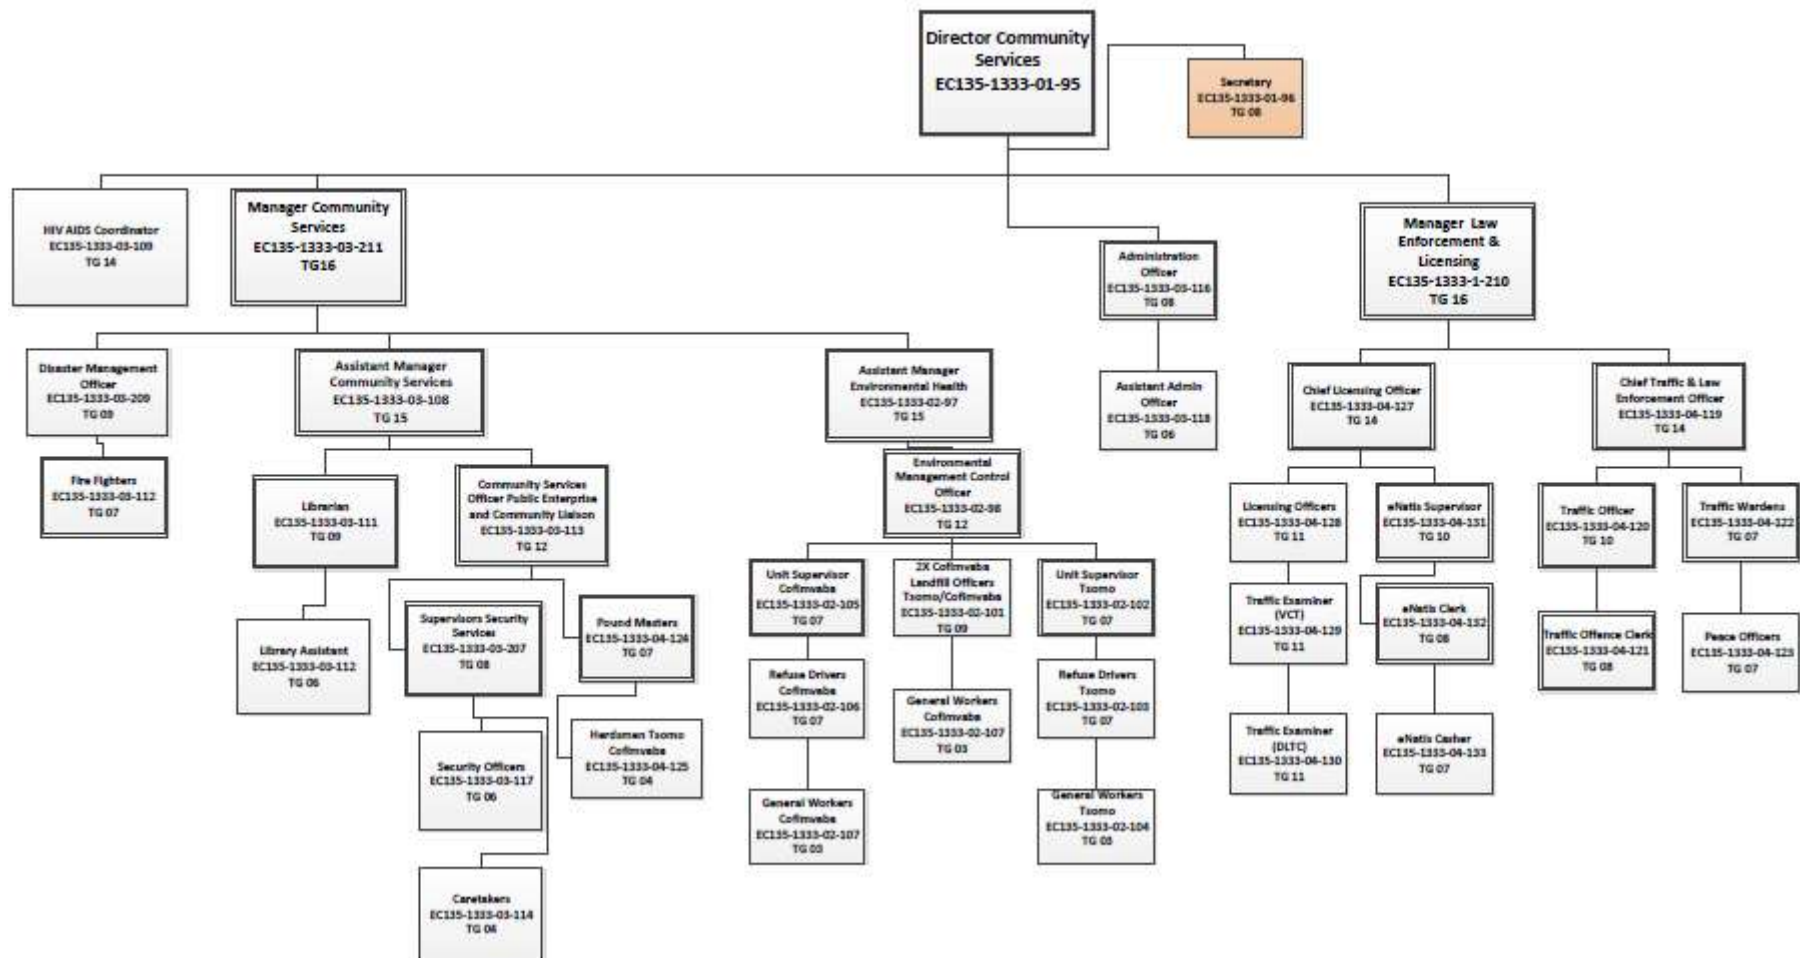 Director Community
Services
EC135-1333-01-95
Secretary
EC135-1333-01-96
TG 08
HIV AIDS Coordinator
EC135-1333-03-109
TG 14
Manager Community
Services
EC135-1333-03-211
TG16
Administration
Officer
EC135-1333-03-116
TG 08
Manager Law
Enforcement &
Licensing
EC135-1333-1-210
TG 16
Disaster Management
Officer
EC135-1333-03-209
TG 09
Assistant Manager
Community Services
EC135-1333-03-108
TG 15
Assistant Manager
Environmental Health
EC135-1333-02-97
TG 15
Assistant Admin
Officer
EC135-1333-03-118
TG 06
Chief Licensing Officer
EC135-1333-04-127
TG 14
Chief Traffic & Law
Enforcement Officer
EC135-1333-04-119
TG 14
Fire Fighters
EC135-1333-03-112
TG 07
Librarian
EC135-1333-03-111
TG 09
Community Services
Officer Public Enterprise
and Community Liaison
EC135-1333-03-113
TG 12
Environmental
Management Control
Officer
EC135-1333-02-98
TG 12
Licensing Officers
EC135-1333-04-128
TG 11
eNatis Supervisor
EC135-1333-04-131
TG 10
Traffic Officer
EC135-1333-04-120
TG 10
Traffic Wardens
EC135-1333-04-122
TG 07
Unit Supervisor
Cofimvaba
EC135-1333-02-105
TG 07
2X Cofimvaba
Landfill Officers
Tsomo/Cofimvaba
EC135-1333-02-101
TG 09
Unit Supervisor
Tsomo
EC135-1333-02-102
TG 07
Library Assistant
EC135-1333-03-112
TG 06
Supervisors Security
Services
EC135-1333-03-207
TG 08
Pound Masters
EC135-1333-04-124
TG 07
Traffic Examiner
(VCT)
EC135-1333-04-129
TG 11
eNatis Clerk
EC135-1333-04-132
TG 08
Traffic Offence Clerk
EC135-1333-04-121
TG 08
Peace Officers
EC135-1333-04-123
TG 07
Refuse Drivers
Cofimvaba
EC135-1333-02-106
TG 07
General Workers
Cofimvaba
EC135-1333-02-107
TG 03
Refuse Drivers
Tsomo
EC135-1333-02-103
TG 07
Security Officers
EC135-1333-03-117
TG 06
Herdsmen Tsomo
Cofimvaba
EC135-1333-04-125
TG 04
Traffic Examiner
(DLTC)
EC135-1333-04-130
TG 11
eNatis Casher
EC135-1333-04-133
TG 07
General Workers
Cofimvaba
EC135-1333-02-107
TG 03
General Workers
Tsomo
EC135-1333-02-104
TG 03
Caretakers
EC135-1333-03-114
TG 04